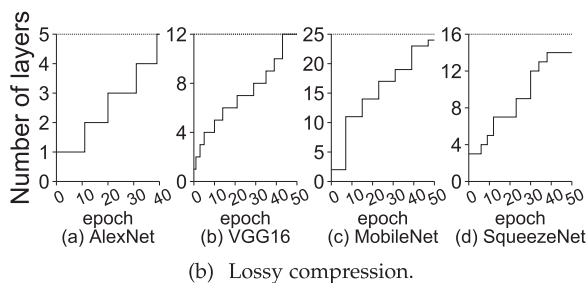 Number of layers
5
4
3
2
1
0
0 10 20 30 40
epoch
(a) AlexNet
12
8
4
0
0 10 20 30 40 50
epoch
(b) VGG16
25
20
15
10
5
0
0 10 20 30 40 50
epoch
(c) MobileNet
16
12
8
4
0
0 10 20 30 40 50
epoch
(d) SqueezeNet
(b) Lossy compression.